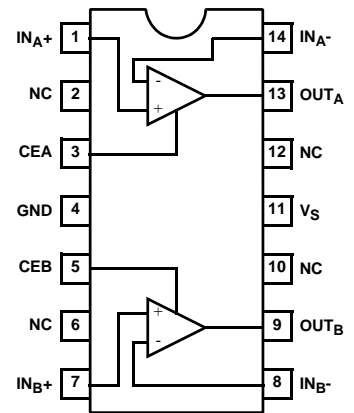 IN_A+ 1 14 IN_A-
- +
NC 2 13 OUT_A
CEA 3 12 NC
GND 4 11 V_S
CEB 5 10 NC
+ -
NC 6 9 OUT_B
IN_B+ 7 8 IN_B-